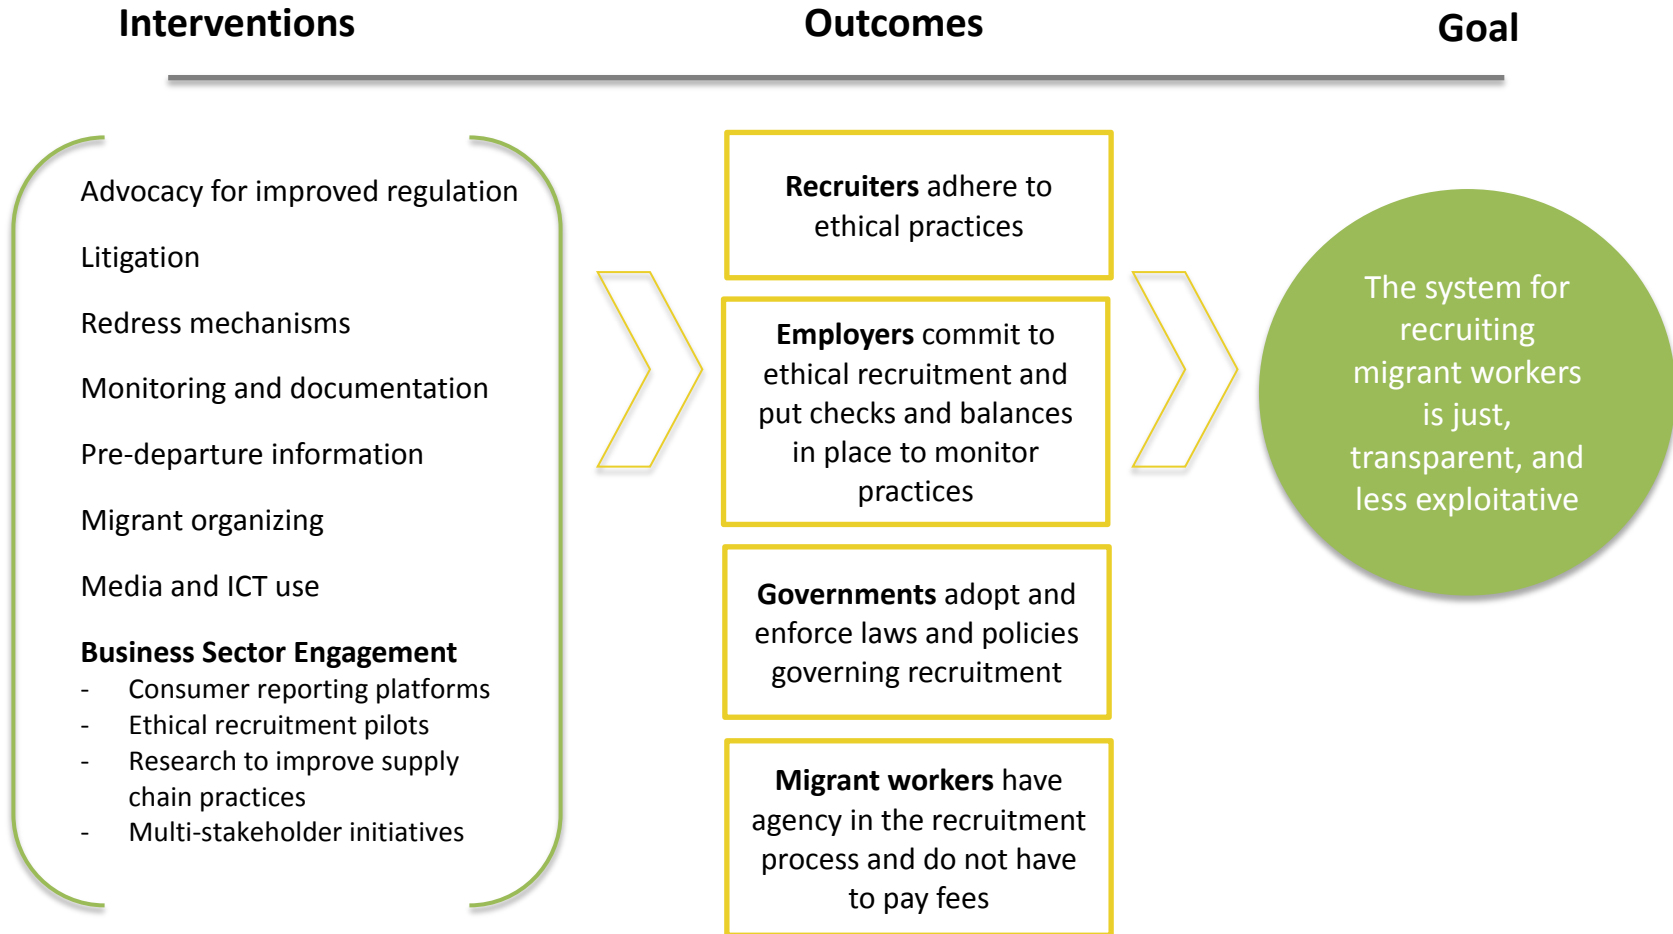 Interventions
Outcomes
Goal
Advocacy for improved regulation
Litigation
Redress mechanisms
Monitoring and documentation
Pre-departure information
Migrant organizing
Media and ICT use
Business Sector Engagement
- Consumer reporting platforms
- Ethical recruitment pilots
- Research to improve supply
chain practices
- Multi-stakeholder initiatives
Recruiters adhere to
ethical practices
Employers commit to
ethical recruitment and
put checks and balances
in place to monitor
practices
Governments adopt and
enforce laws and policies
governing recruitment
Migrant workers have
agency in the recruitment
process and do not have
to pay fees
The system for
recruiting
migrant workers
is just,
transparent, and
less exploitative